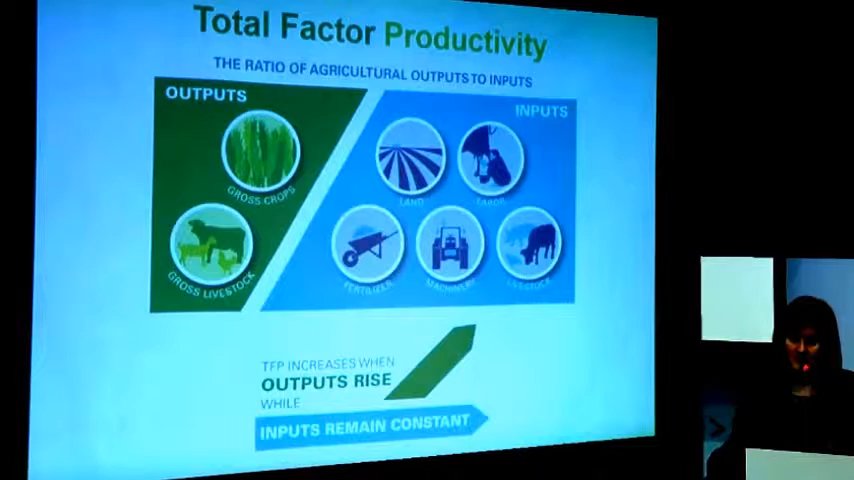 Total Factor Productivity
THE RATIO OF AGRICULTURAL OUTPUTS TO INPUTS
OUTPUTS
INPUTS
GROSS CROPS
LAND
LABOR
GROSS LIVESTOCK
FERTILIZER
MACHINERY
LIVESTOCK
TFP INCREASES WHEN
OUTPUTS RISE
WHILE
INPUTS REMAIN CONSTANT